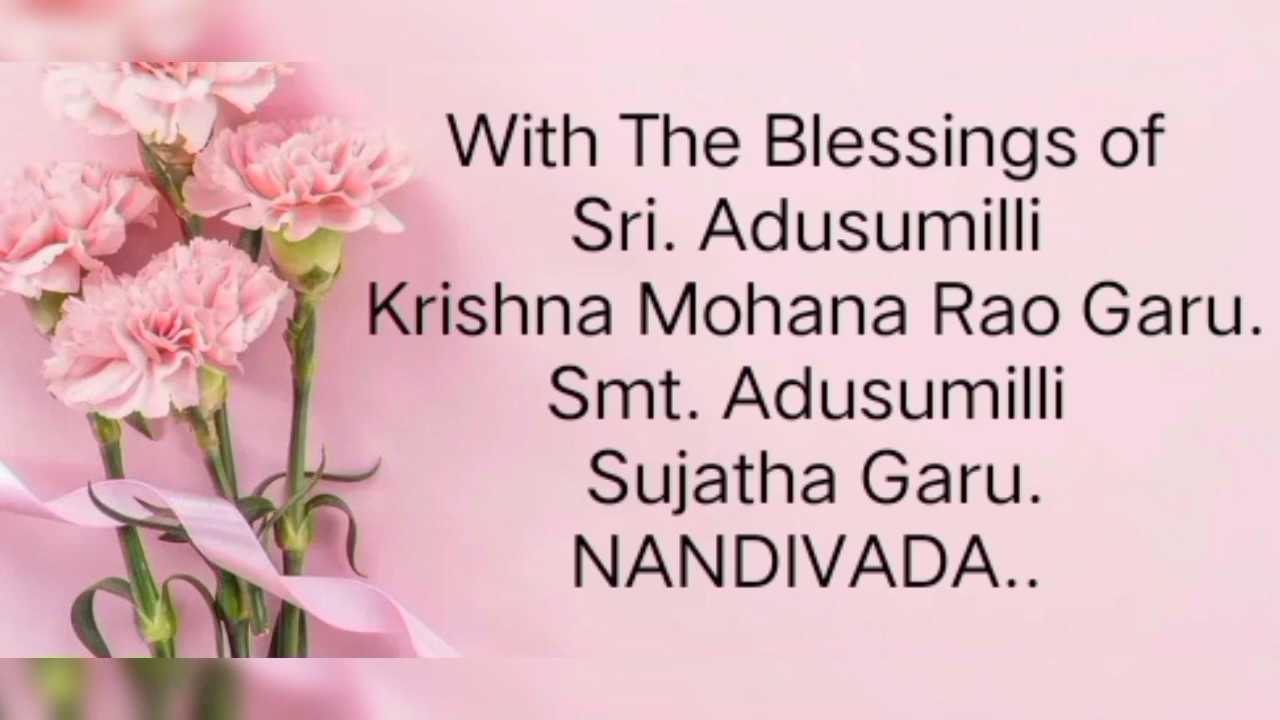 With The Blessings of
Sri. Adusumilli
Krishna Mohana Rao Garu.
Smt. Adusumilli
Sujatha Garu.
NANDIVADA..